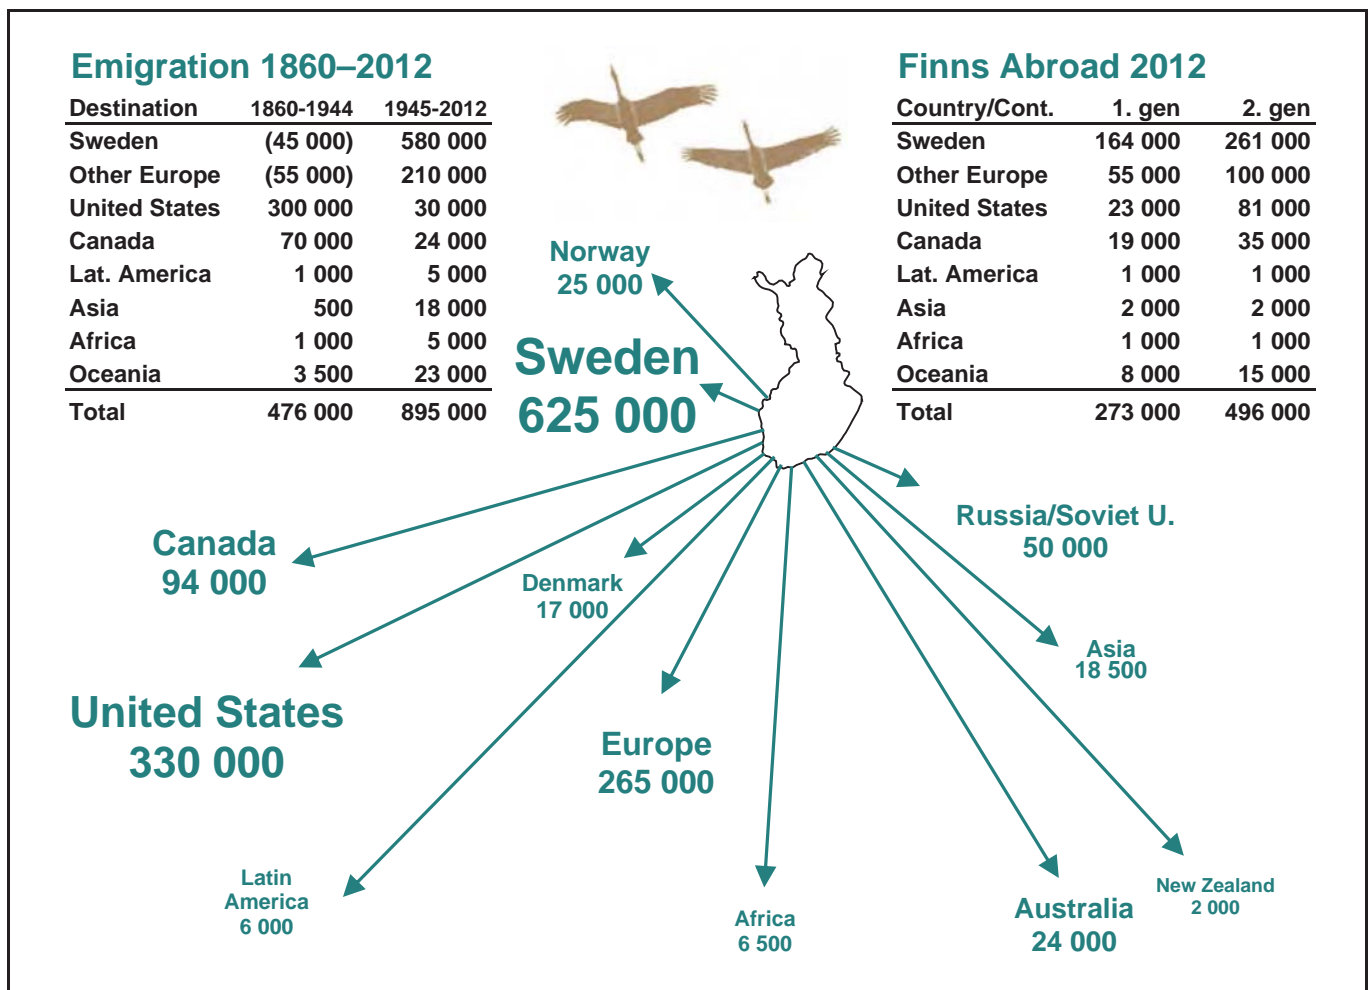 Emigration 1860–2012
Destination 1860-1944 1945-2012
Sweden (45 000) 580 000
Other Europe (55 000) 210 000
United States 300 000 30 000
Canada 70 000 24 000
Lat. America 1 000 5 000
Asia 500 18 000
Africa 1 000 5 000
Oceania 3 500 23 000
Total 476 000 895 000
Finns Abroad 2012
Country/Cont. 1. gen 2. gen
Sweden 164 000 261 000
Other Europe 55 000 100 000
United States 23 000 81 000
Canada 19 000 35 000
Lat. America 1 000 1 000
Asia 2 000 2 000
Africa 1 000 1 000
Oceania 8 000 15 000
Total 273 000 496 000
Norway
25 000
Sweden
625 000
Canada
94 000
Denmark
17 000
Russia/Soviet U.
50 000
Asia
18 500
United States
330 000
Europe
265 000
Latin
America
6 000
Africa
6 500
Australia
24 000
New Zealand
2 000